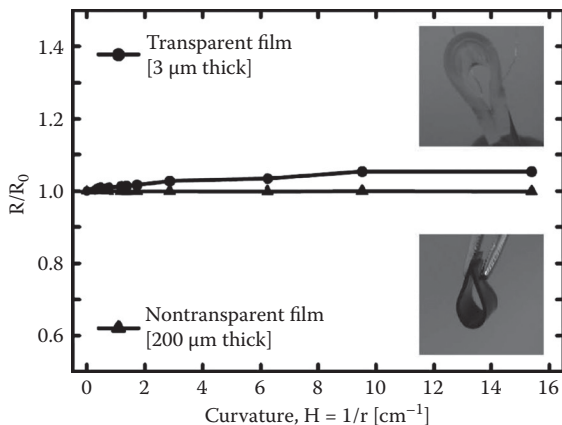 1.4
1.2
1.0
0.8
0.6
R/R₀
Transparent film
[3 μm thick]
Nontransparent film
[200 μm thick]
0 2 4 6 8 10 12 14 16
Curvature, H = 1/r [cm⁻¹]